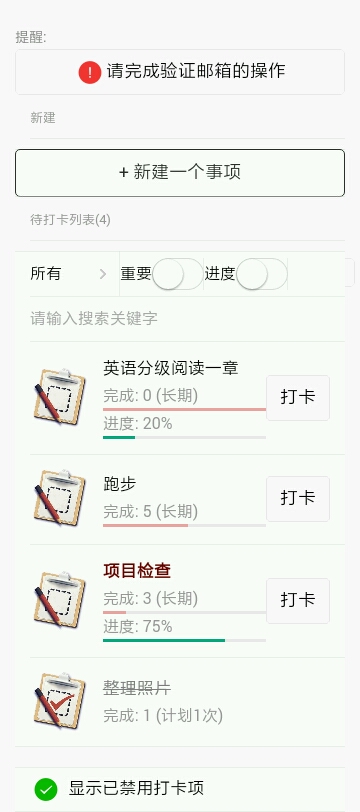 提醒:
请完成验证邮箱的操作
新建
+ 新建一个事项
待打卡列表(4)
所有 重要 进度
请输入搜索关键字
英语分级阅读一章
完成: 0 (长期)
打卡
进度: 20%
跑步
打卡
完成: 5 (长期)
项目检查
完成: 3 (长期)
打卡
进度: 75%
整理照片
完成: 1 (计划1次)
显示已禁用打卡项